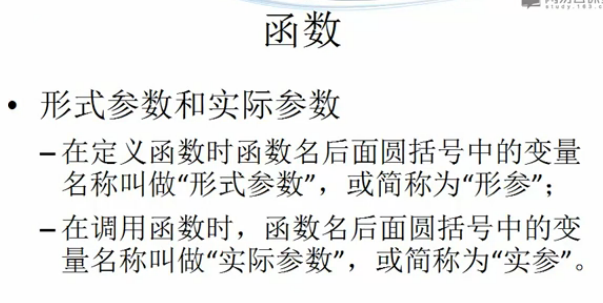 函数
• 形式参数和实际参数
–在定义函数时函数名后面圆括号中的变量
名称叫做“形式参数”，或简称为“形参”；
–在调用函数时，函数名后面圆括号中的变
量名称叫做“实际参数”，或简称为“实参”。